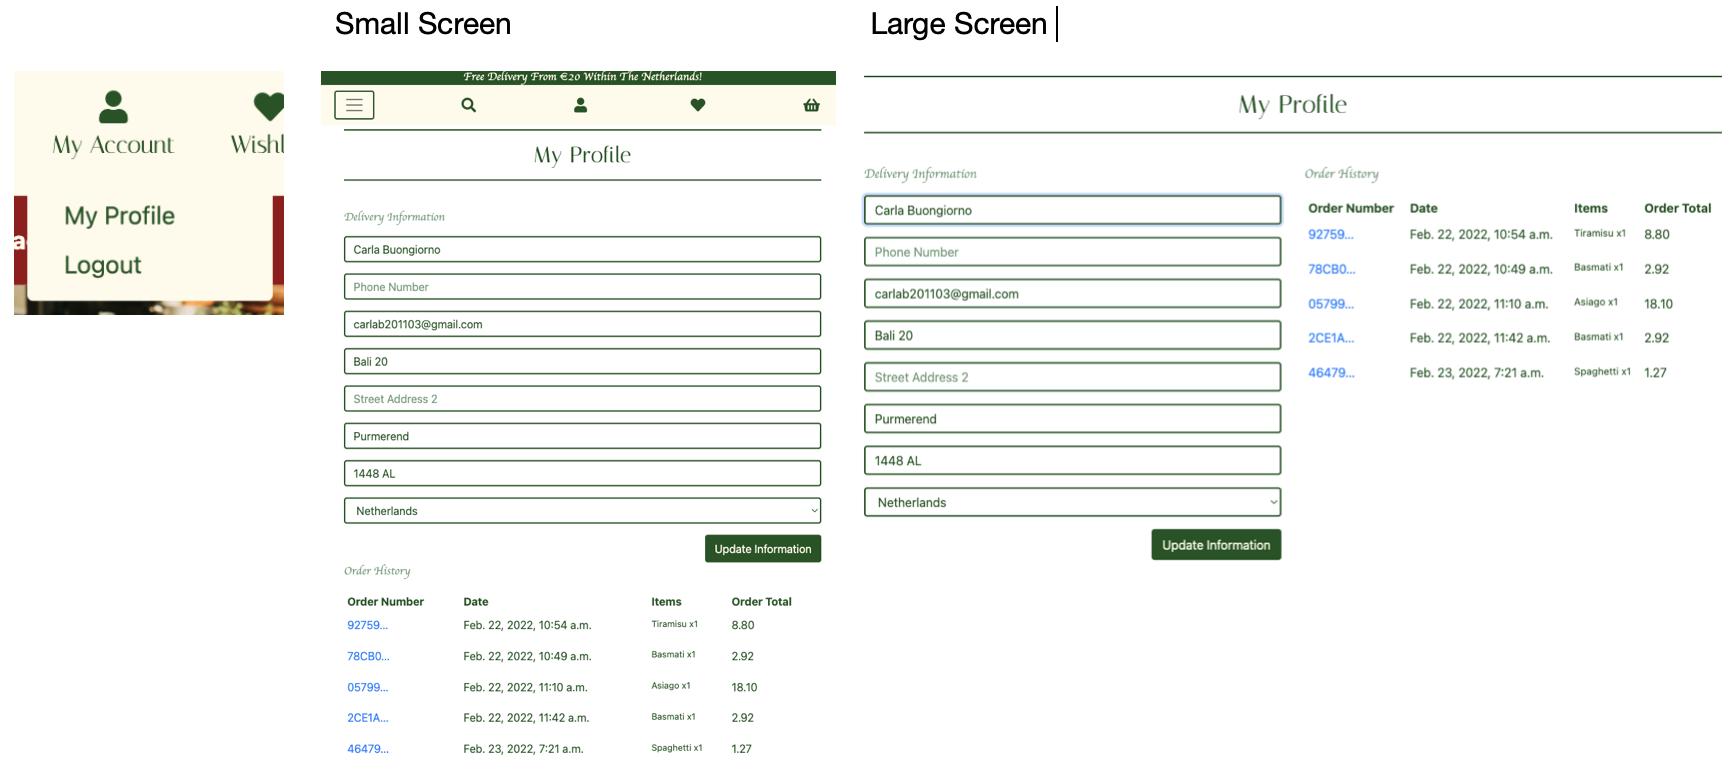 Small Screen
Large Screen
My Account
Wishl
My Profile
Logout
Free Delivery From €20 Within The Netherlands!
My Profile
Delivery Information
Carla Buongiorno
Phone Number
carlab201103@gmail.com
Bali 20
Street Address 2
Purmerend
1448 AL
Netherlands
Update Information
Order History
Order Number Date Items Order Total
92759... Feb. 22, 2022, 10:54 a.m. Tiramisu x1 8.80
78CB0... Feb. 22, 2022, 10:49 a.m. Basmati x1 2.92
05799... Feb. 22, 2022, 11:10 a.m. Asiago x1 18.10
2CE1A... Feb. 22, 2022, 11:42 a.m. Basmati x1 2.92
46479... Feb. 23, 2022, 7:21 a.m. Spaghetti x1 1.27
My Profile
Delivery Information
Carla Buongiorno
Phone Number
carlab201103@gmail.com
Bali 20
Street Address 2
Purmerend
1448 AL
Netherlands
Update Information
Order History
Order Number Date Items Order Total
92759... Feb. 22, 2022, 10:54 a.m. Tiramisu x1 8.80
78CB0... Feb. 22, 2022, 10:49 a.m. Basmati x1 2.92
05799... Feb. 22, 2022, 11:10 a.m. Asiago x1 18.10
2CE1A... Feb. 22, 2022, 11:42 a.m. Basmati x1 2.92
46479... Feb. 23, 2022, 7:21 a.m. Spaghetti x1 1.27